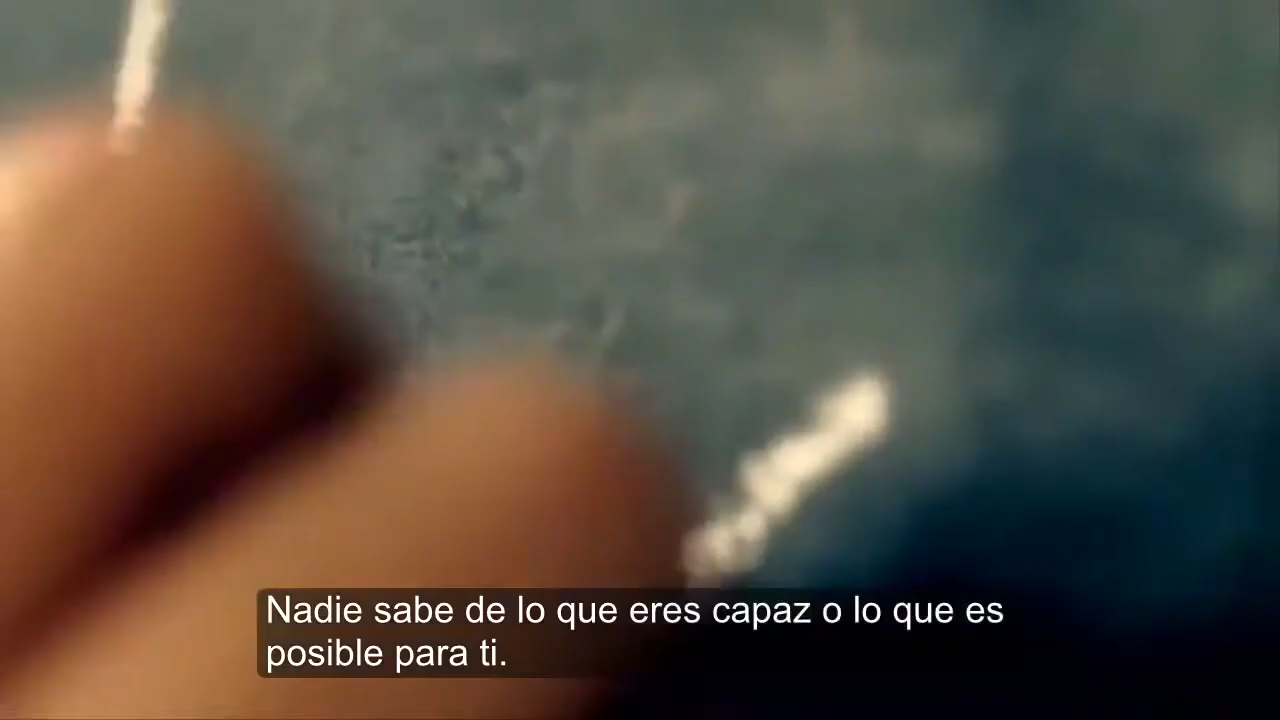 Nadie sabe de lo que eres capaz o lo que es
posible para ti.